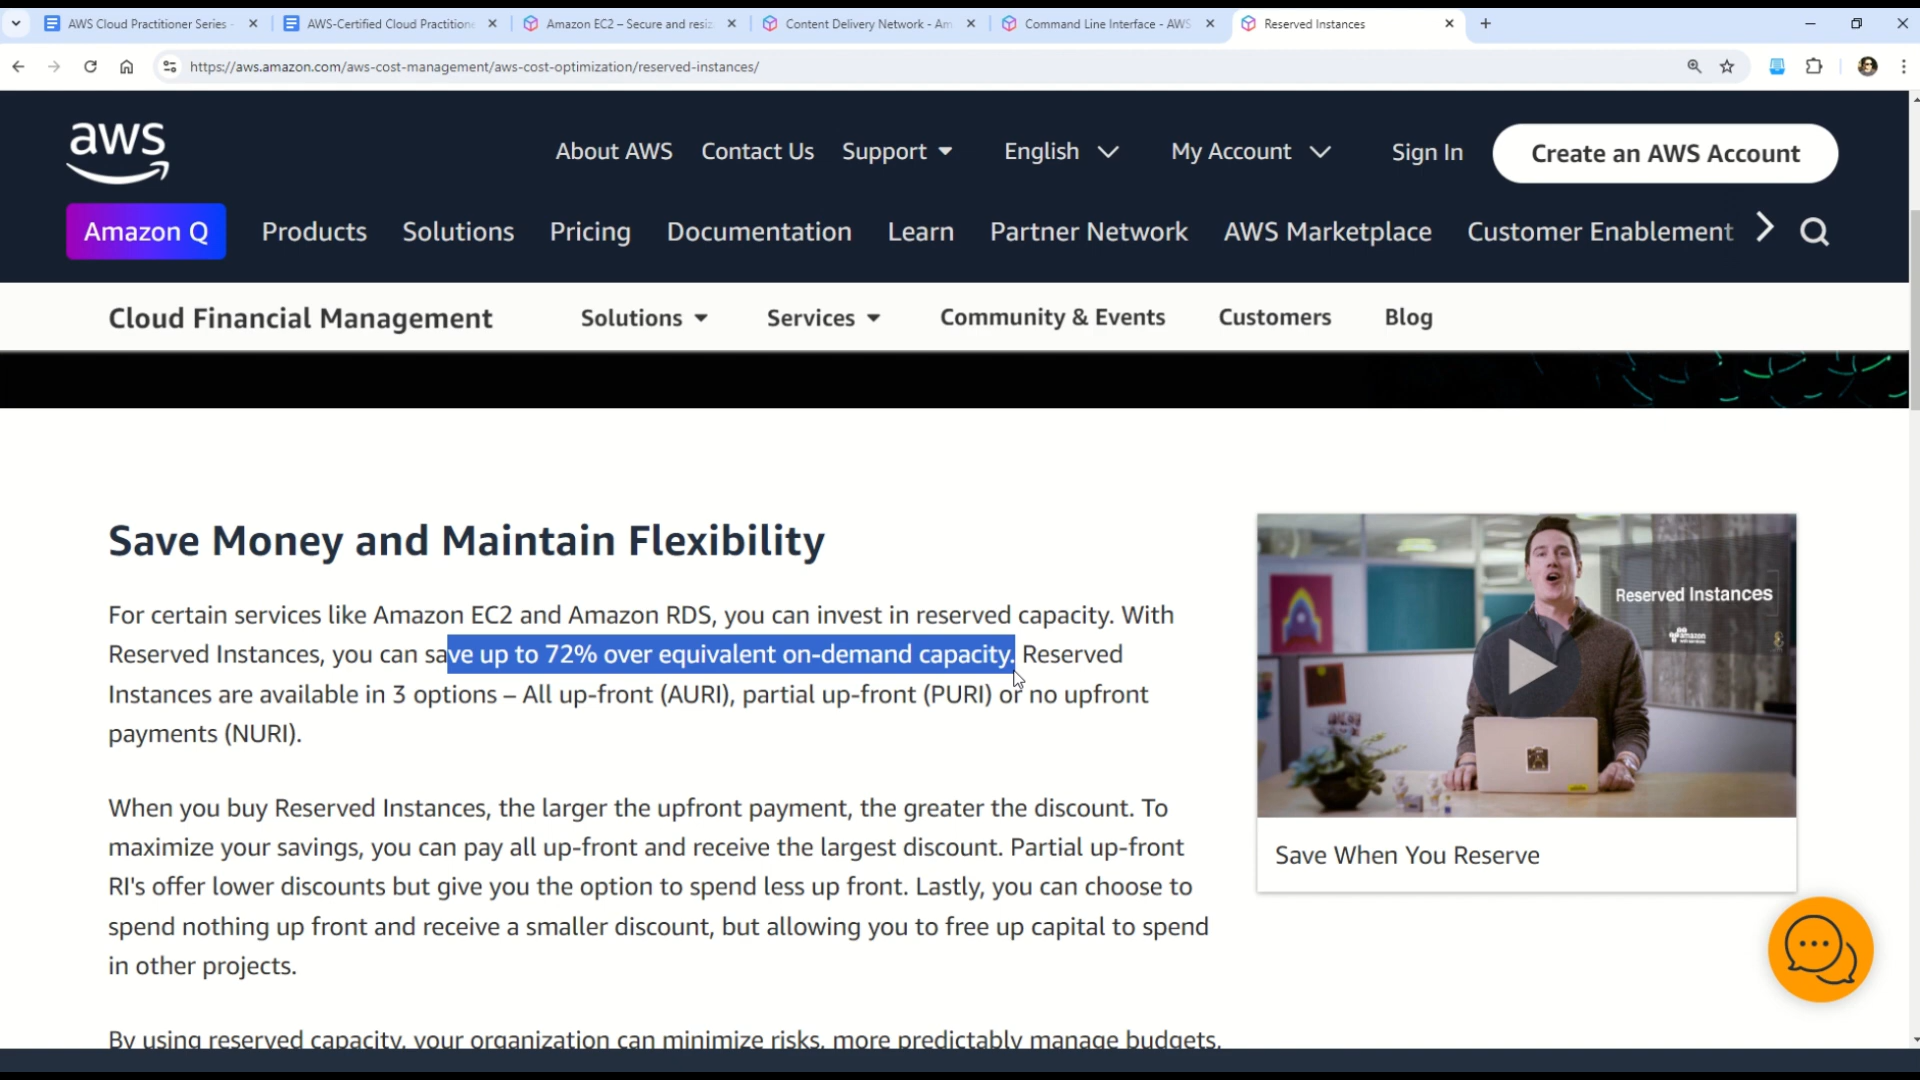 AWS Cloud Practitioner Series -
AWS-Certified Cloud Practitione
Amazon EC2 – Secure and resiz
Content Delivery Network - Am
Command Line Interface - AWS
Reserved Instances
https://aws.amazon.com/aws-cost-management/aws-cost-optimization/reserved-instances/
aws
About AWS Contact Us Support English My Account Sign In Create an AWS Account
Amazon Q Products Solutions Pricing Documentation Learn Partner Network AWS Marketplace Customer Enablement
Cloud Financial Management Solutions Services Community & Events Customers Blog
Save Money and Maintain Flexibility
For certain services like Amazon EC2 and Amazon RDS, you can invest in reserved capacity. With
Reserved Instances, you can save up to 72% over equivalent on-demand capacity. Reserved
Instances are available in 3 options – All up-front (AURI), partial up-front (PURI) or no upfront
payments (NURI).
When you buy Reserved Instances, the larger the upfront payment, the greater the discount. To
maximize your savings, you can pay all up-front and receive the largest discount. Partial up-front
RI's offer lower discounts but give you the option to spend less up front. Lastly, you can choose to
spend nothing up front and receive a smaller discount, but allowing you to free up capital to spend
in other projects.
By using reserved capacity, your organization can minimize risks, more predictably manage budgets,
Reserved Instances
amazon
Save When You Reserve